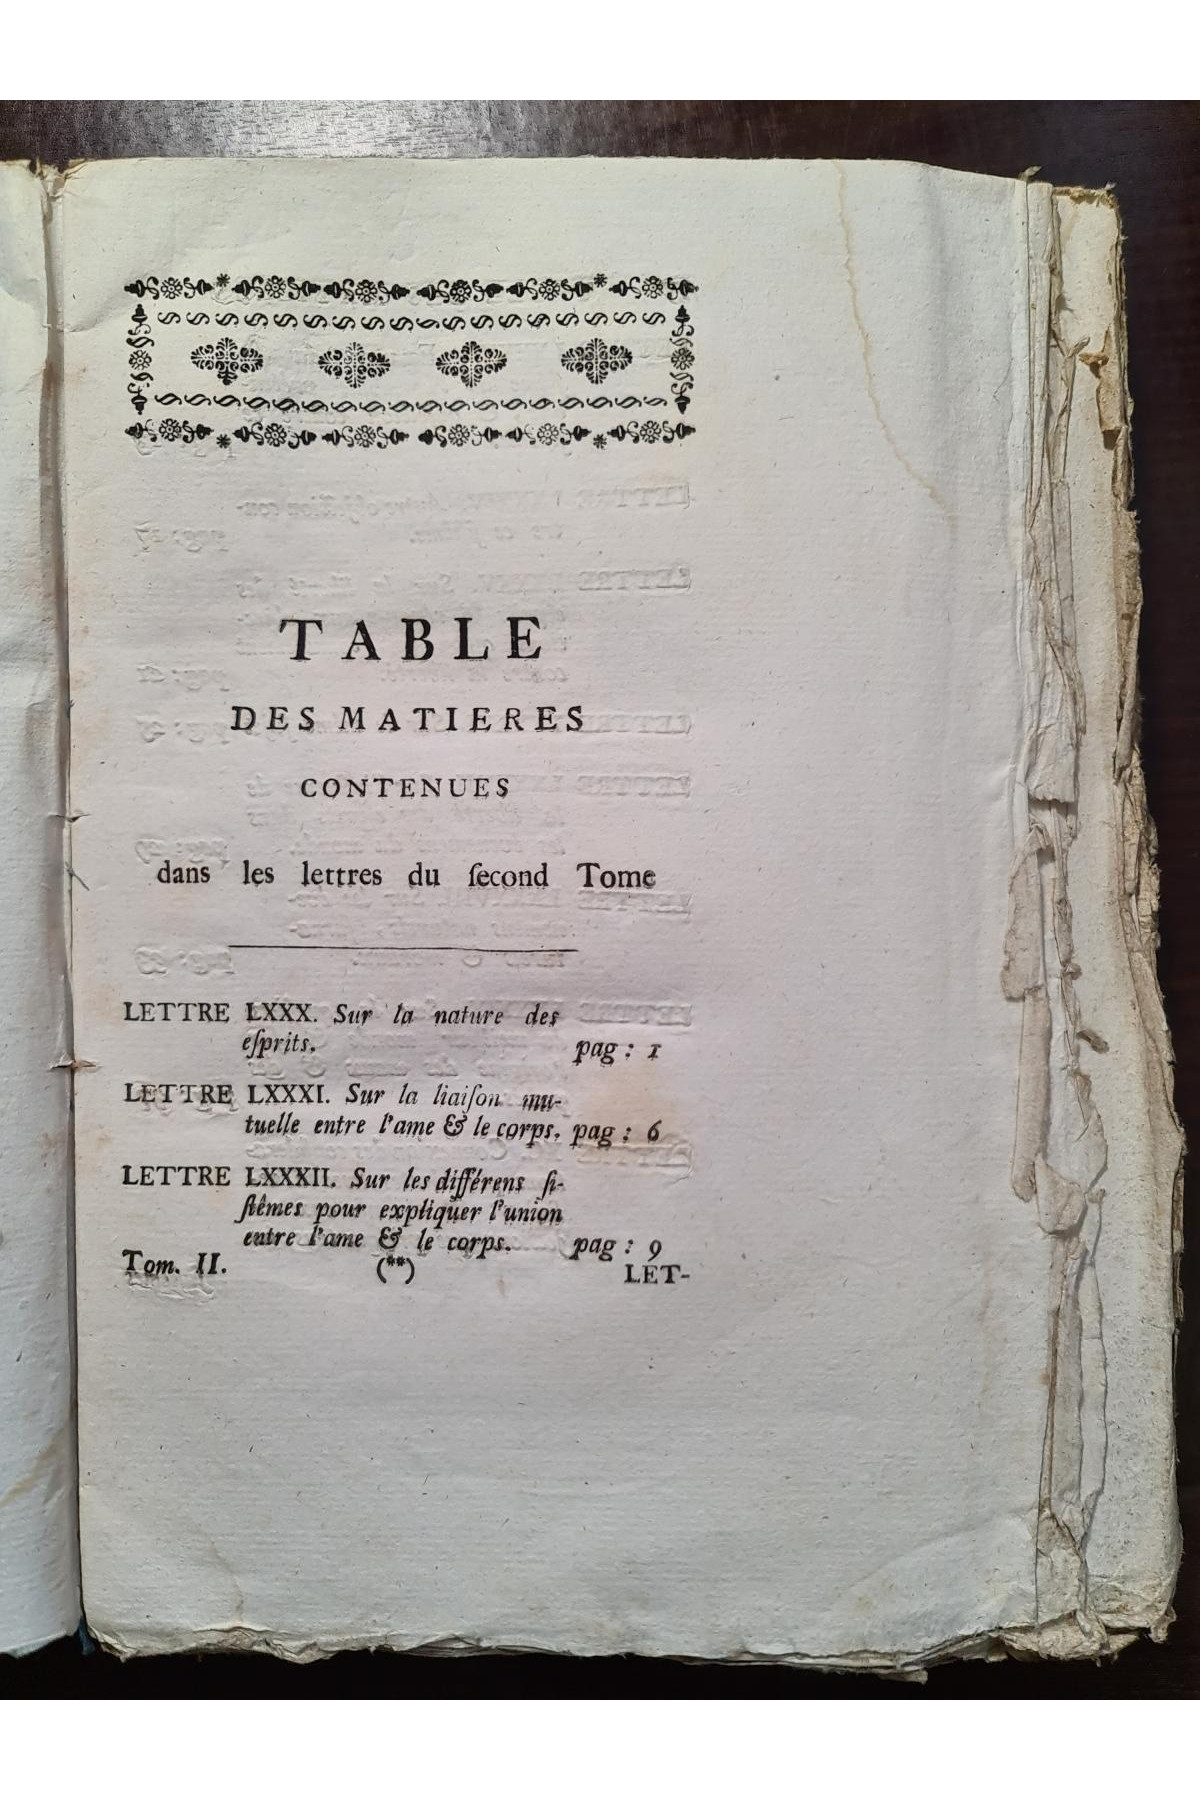 TABLE
DES MATIERES
CONTENUES
dans les lettres du ſecond Tome
LETTRE LXXX. Sur la nature des
eſprits. pag : 1
LETTRE LXXXI. Sur la liaiſon mu-
tuelle entre l'ame & le corps. pag : 6
LETTRE LXXXII. Sur les différens ſi-
ſtêmes pour expliquer l'union
entre l'ame & le corps. pag : 9
Tom. II. (**) LET-